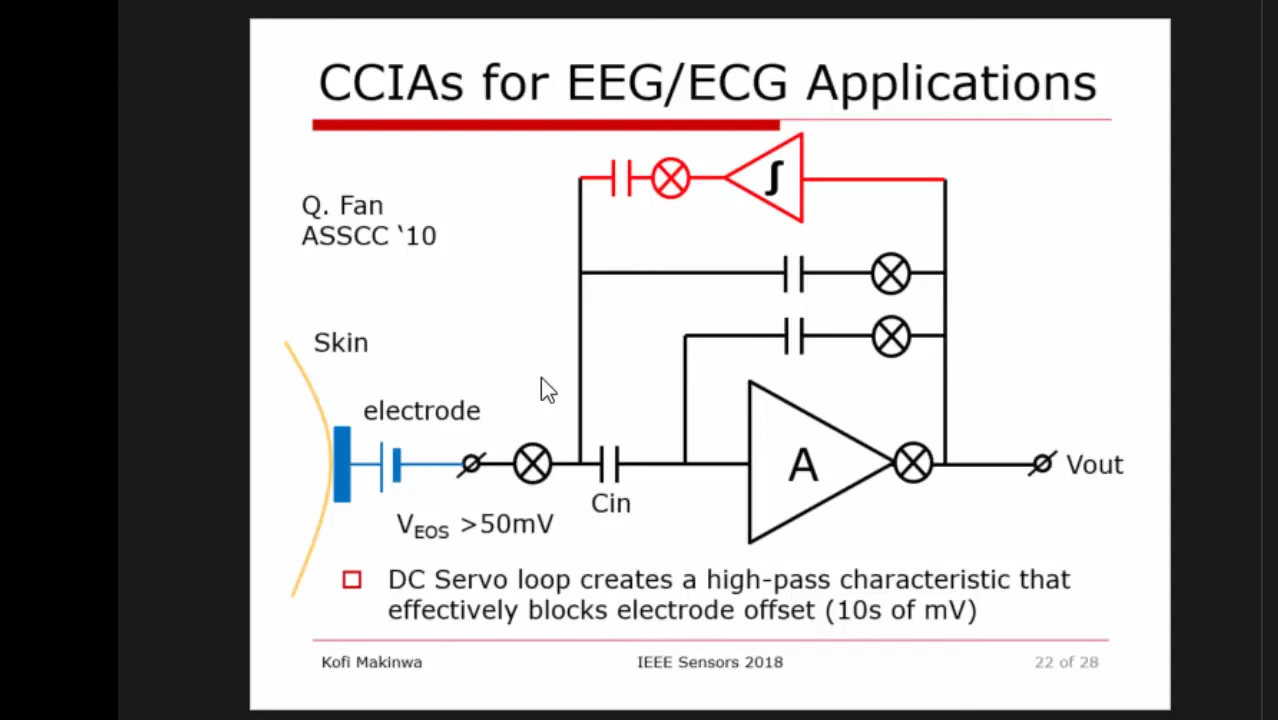 CCIAs for EEG/ECG Applications
∫
Q. Fan
ASSCC ‘10
Skin
electrode
A
Vout
Cin
VEOS >50mV
DC Servo loop creates a high-pass characteristic that
effectively blocks electrode offset (10s of mV)
Kofi Makinwa
IEEE Sensors 2018
22 of 28